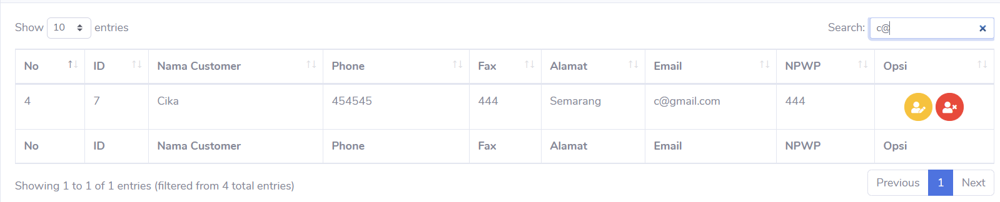 Show 10 entries Search: c@
No ID Nama Customer Phone Fax Alamat Email NPWP Opsi
4 7 Cika 454545 444 Semarang c@gmail.com 444
No ID Nama Customer Phone Fax Alamat Email NPWP Opsi
Showing 1 to 1 of 1 entries (filtered from 4 total entries) Previous 1 Next